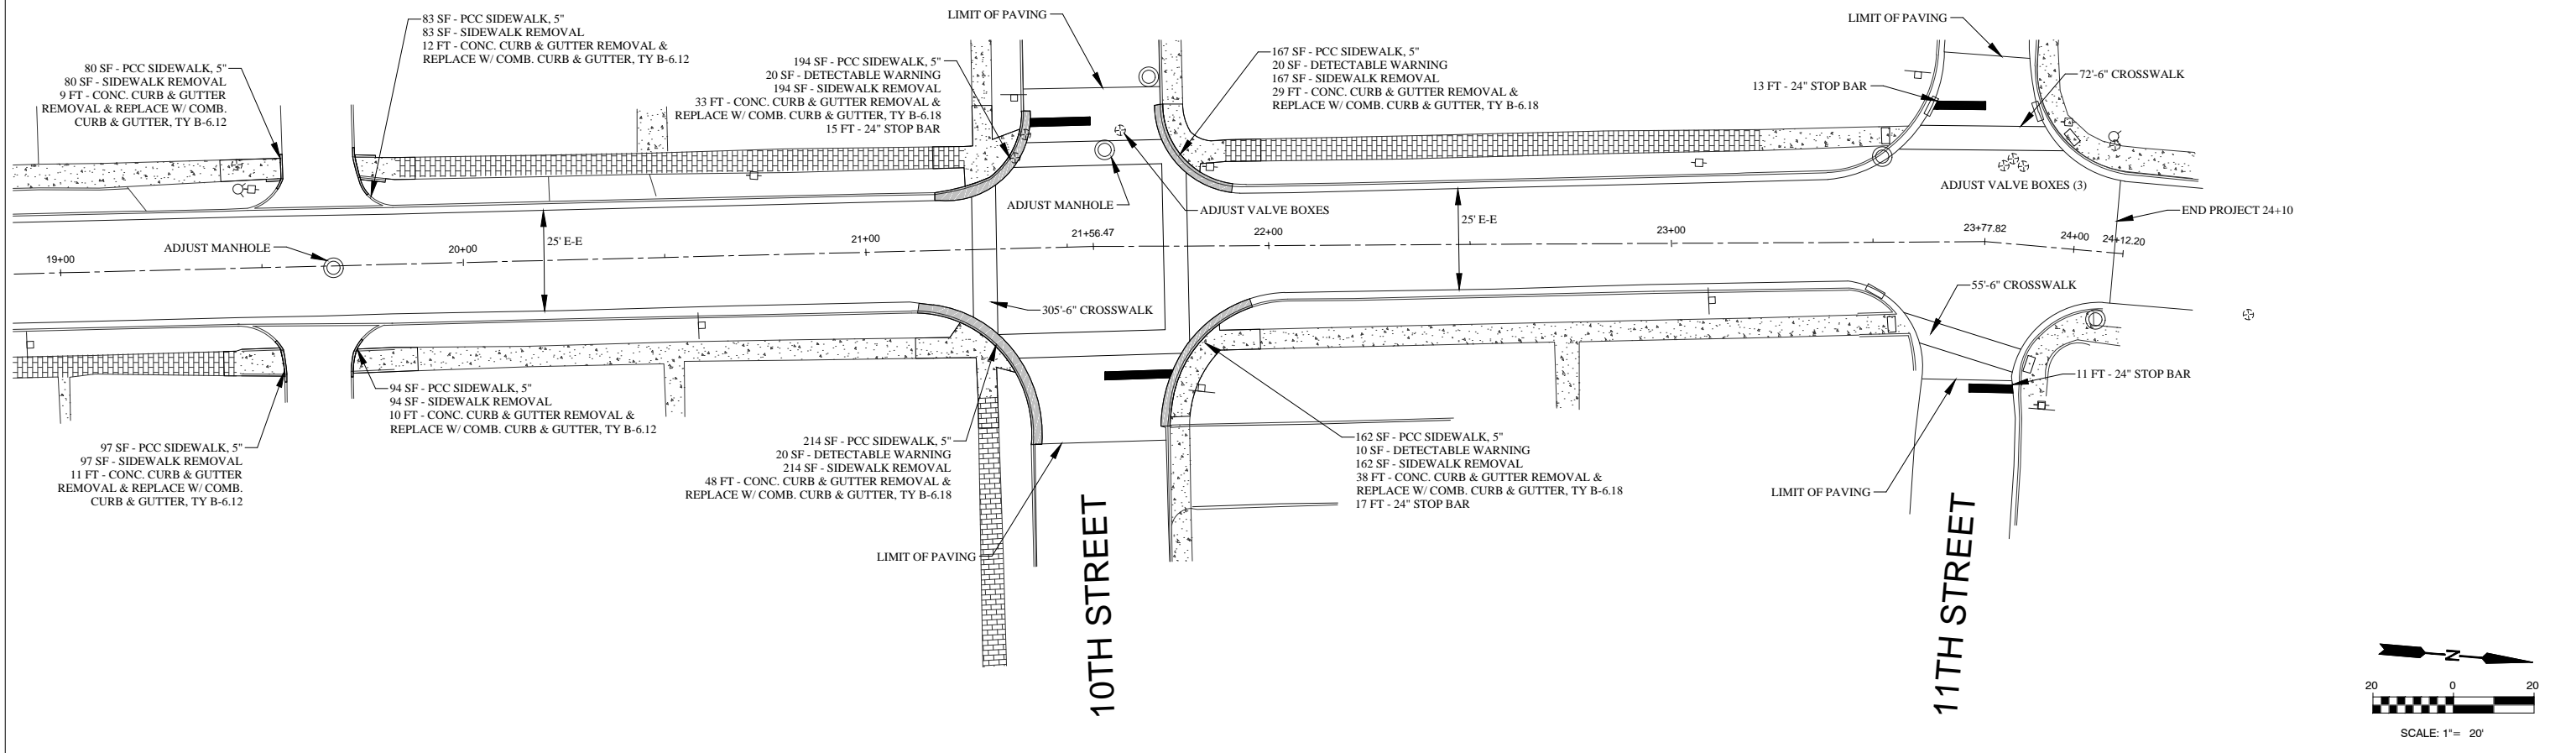 83 SF - PCC SIDEWALK, 5"
83 SF - SIDEWALK REMOVAL
12 FT - CONC. CURB & GUTTER REMOVAL &
REPLACE W/ COMB. CURB & GUTTER, TY B-6.12
80 SF - PCC SIDEWALK, 5"
80 SF - SIDEWALK REMOVAL
9 FT - CONC. CURB & GUTTER
REMOVAL & REPLACE W/ COMB.
CURB & GUTTER, TY B-6.12
LIMIT OF PAVING
194 SF - PCC SIDEWALK, 5"
20 SF - DETECTABLE WARNING
194 SF - SIDEWALK REMOVAL
33 FT - CONC. CURB & GUTTER REMOVAL &
REPLACE W/ COMB. CURB & GUTTER, TY B-6.18
15 FT - 24" STOP BAR
167 SF - PCC SIDEWALK, 5"
20 SF - DETECTABLE WARNING
167 SF - SIDEWALK REMOVAL
29 FT - CONC. CURB & GUTTER REMOVAL &
REPLACE W/ COMB. CURB & GUTTER, TY B-6.18
LIMIT OF PAVING
13 FT - 24" STOP BAR
72'-6" CROSSWALK
ADJUST VALVE BOXES (3)
END PROJECT 24+10
ADJUST MANHOLE
ADJUST VALVE BOXES
ADJUST MANHOLE
25' E-E
25' E-E
19+00
20+00
21+00
21+56.47
22+00
23+00
23+77.82
24+00
24+12.20
305'-6" CROSSWALK
55'-6" CROSSWALK
11 FT - 24" STOP BAR
94 SF - PCC SIDEWALK, 5"
94 SF - SIDEWALK REMOVAL
10 FT - CONC. CURB & GUTTER REMOVAL &
REPLACE W/ COMB. CURB & GUTTER, TY B-6.12
97 SF - PCC SIDEWALK, 5"
97 SF - SIDEWALK REMOVAL
11 FT - CONC. CURB & GUTTER
REMOVAL & REPLACE W/ COMB.
CURB & GUTTER, TY B-6.12
214 SF - PCC SIDEWALK, 5"
20 SF - DETECTABLE WARNING
214 SF - SIDEWALK REMOVAL
48 FT - CONC. CURB & GUTTER REMOVAL &
REPLACE W/ COMB. CURB & GUTTER, TY B-6.18
162 SF - PCC SIDEWALK, 5"
10 SF - DETECTABLE WARNING
162 SF - SIDEWALK REMOVAL
38 FT - CONC. CURB & GUTTER REMOVAL &
REPLACE W/ COMB. CURB & GUTTER, TY B-6.18
17 FT - 24" STOP BAR
LIMIT OF PAVING
LIMIT OF PAVING
10TH STREET
11TH STREET
N
20 0 20
SCALE: 1"= 20'